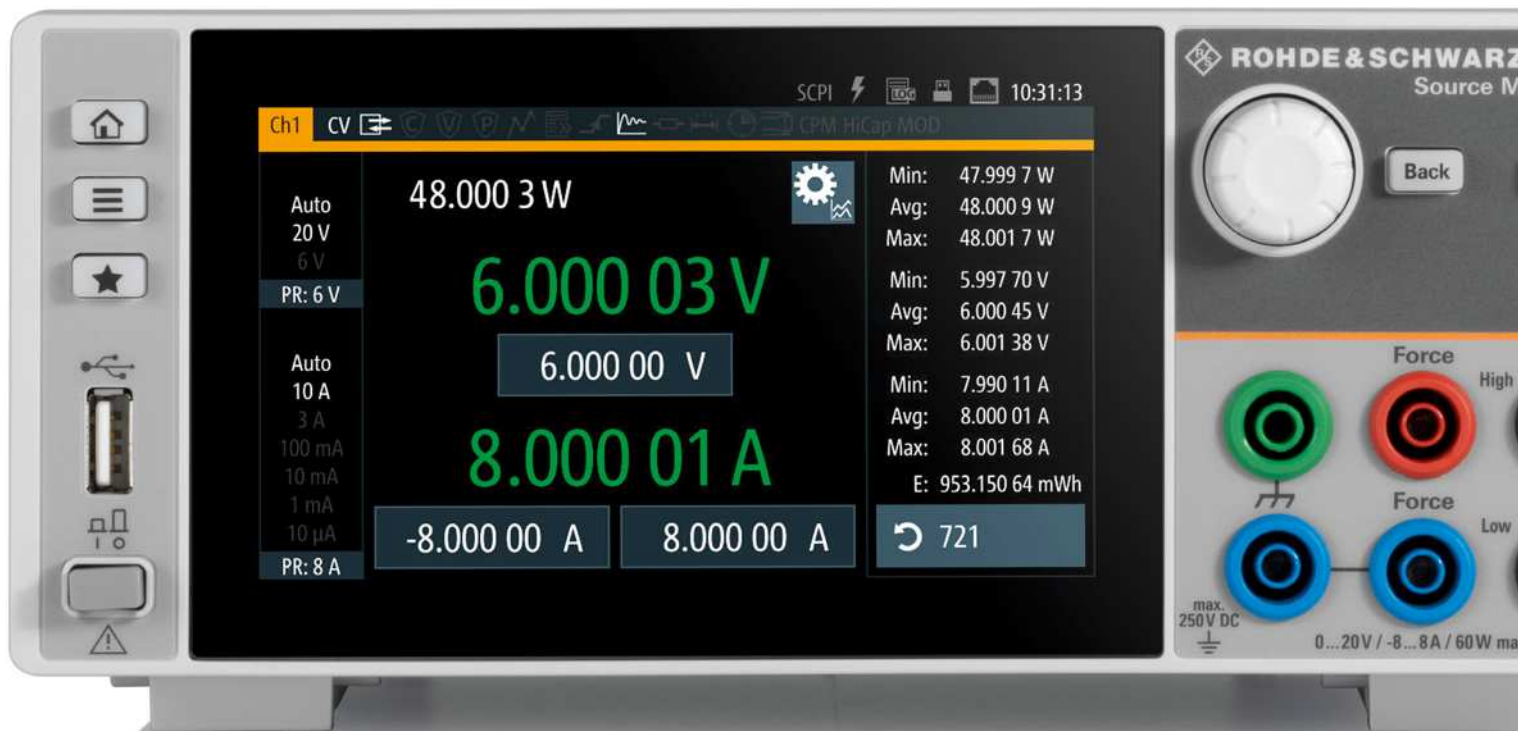 SCPI LOG 10:31:13
Ch1 CV C V P CPM HiCap MOD
Auto
20 V
6 V
PR: 6 V
Auto
10 A
3 A
100 mA
10 mA
1 mA
10 µA
PR: 8 A
48.000 3 W
6.000 03 V
6.000 00 V
8.000 01 A
-8.000 00 A 8.000 00 A
Min: 47.999 7 W
Avg: 48.000 9 W
Max: 48.001 7 W
Min: 5.997 70 V
Avg: 6.000 45 V
Max: 6.001 38 V
Min: 7.990 11 A
Avg: 8.000 01 A
Max: 8.001 68 A
E: 953.150 64 mWh
721
R&S ROHDE&SCHWARZ
Source M
Back
Force
High
Force
Low
max.
250V DC
0...20V / -8...8A / 60W ma